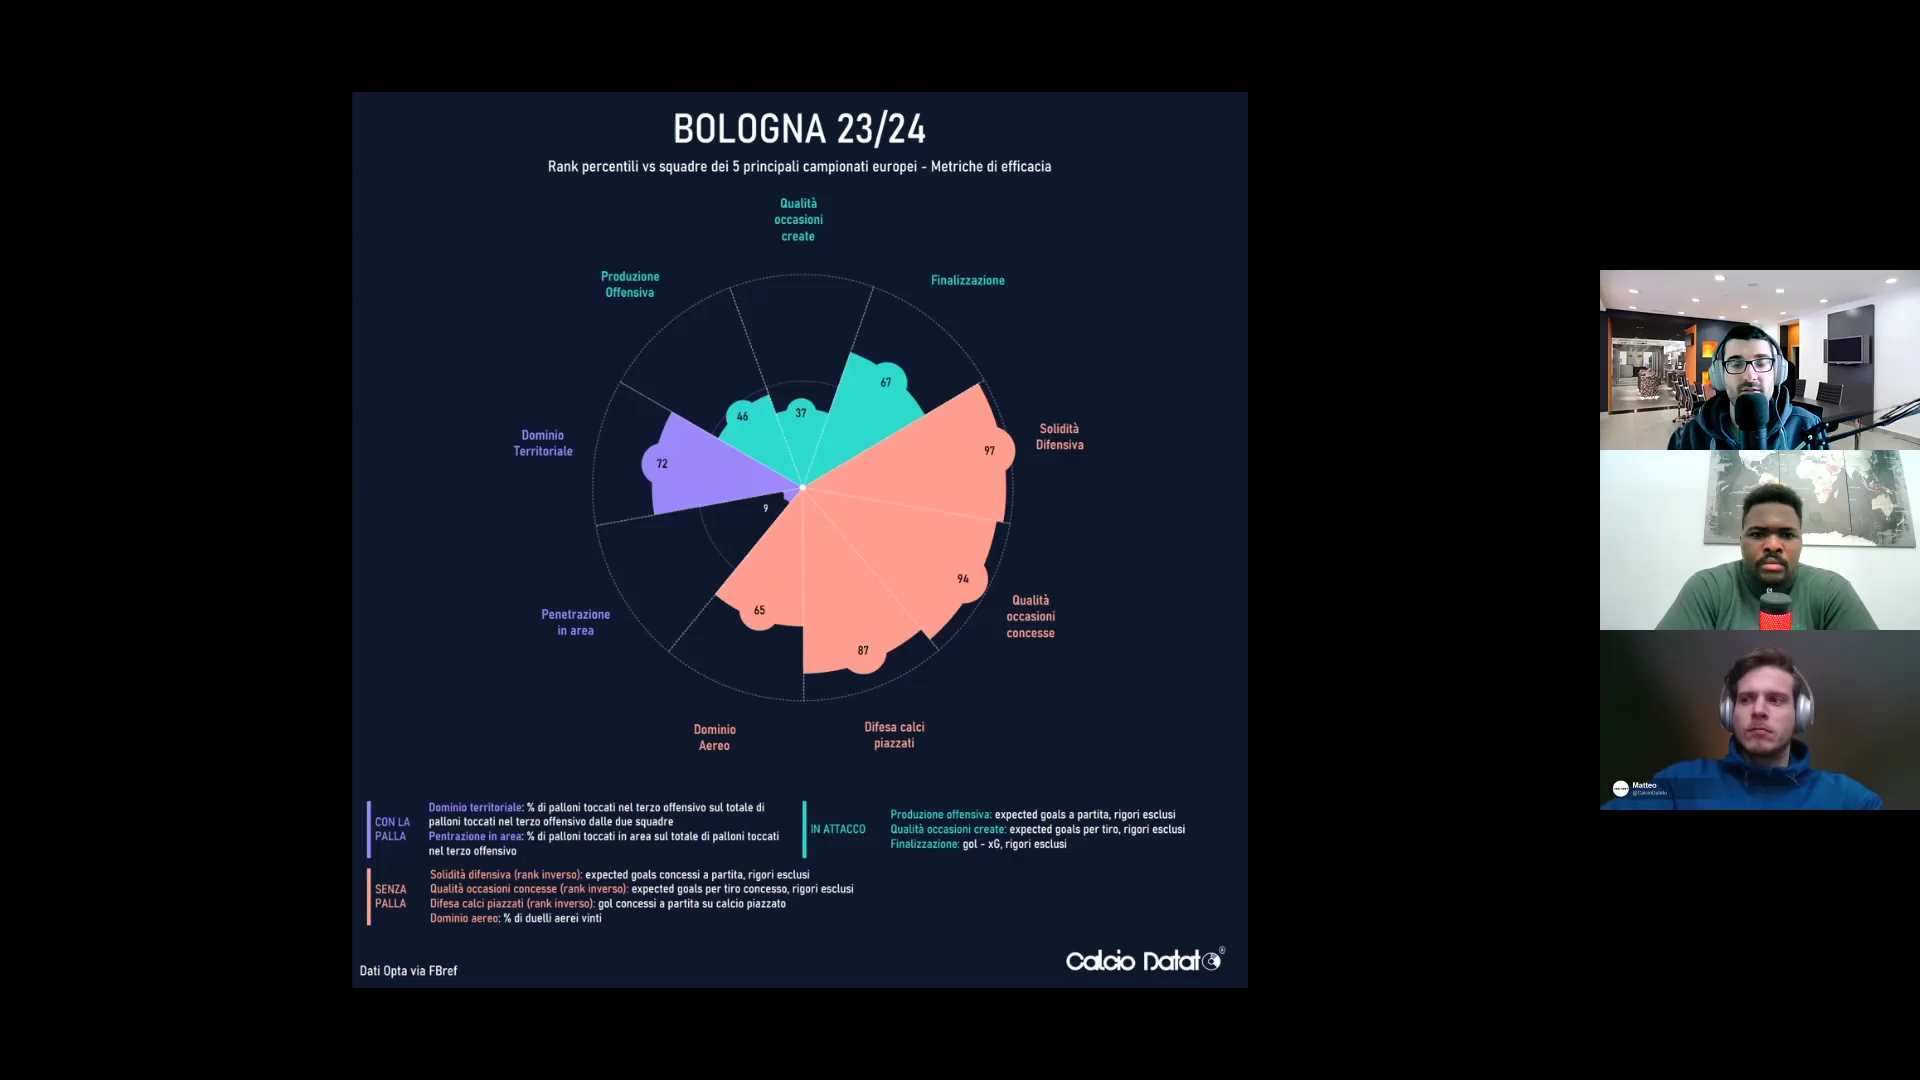 BOLOGNA 23/24
Rank percentili vs squadre dei 5 principali campionati europei - Metriche di efficacia
Qualità
occasioni
create
Produzione
Offensiva
Finalizzazione
67
46
37
Dominio
Territoriale
72
Solidità
Difensiva
97
9
94
Qualità
occasioni
concesse
Penetrazione
in area
65
87
Dominio
Aereo
Difesa calci
piazzati
CON LA
PALLA
Dominio territoriale: % di palloni toccati nel terzo offensivo sul totale di
palloni toccati nel terzo offensivo dalle due squadre
Pentrazione in area: % di palloni toccati in area sul totale di palloni toccati
nel terzo offensivo
IN ATTACCO
Produzione offensiva: expected goals a partita, rigori esclusi
Qualità occasioni create: expected goals per tiro, rigori esclusi
Finalizzazione: gol - xG, rigori esclusi
SENZA
PALLA
Solidità difensiva (rank inverso): expected goals concessi a partita, rigori esclusi
Qualità occasioni concesse (rank inverso): expected goals per tiro concesso, rigori esclusi
Difesa calci piazzati (rank inverso): gol concessi a partita su calcio piazzato
Dominio aereo: % di duelli aerei vinti
Dati Opta via FBref
Calcio Datato®
Matteo
@CalcioDatato